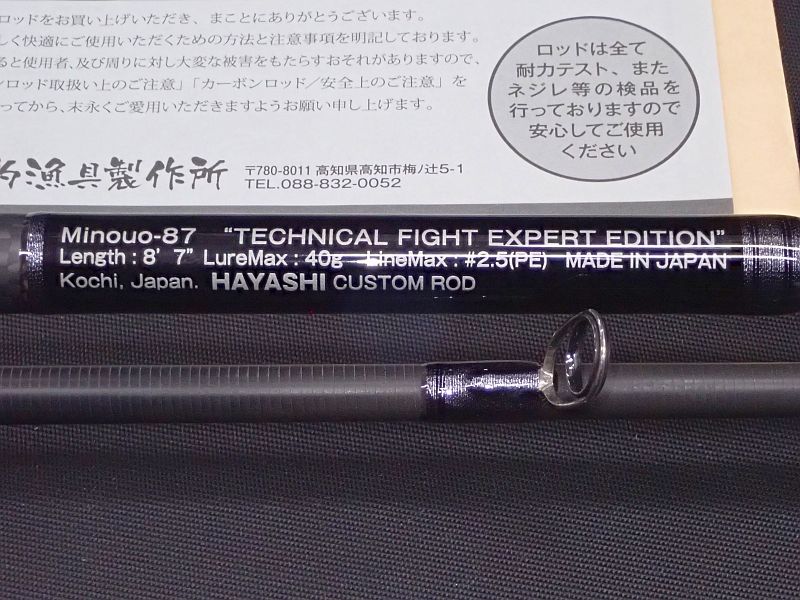 ロッドをお買い上げいただき、まことにありがとうございます。
しく快適にご使用いただくための方法と注意事項を明記しております。
ると使用者、及び周りに対し大変な被害をもたらすおそれがありますので、
ンロッド取扱い上のご注意」「カーボンロッド／安全上のご注意」を
ってから、末永くご愛用いただきますようお願い申し上げます。
ロッドは全て
耐力テスト、また
ネジレ等の検品を
行っておりますので
安心してご使用
ください
漁具製作所 〒780-8011 高知県高知市梅ノ辻5-1
TEL.088-832-0052
Minouo-87 “TECHNICAL FIGHT EXPERT EDITION”
Length : 8' 7" LureMax : 40g LineMax : #2.5(PE) MADE IN JAPAN
Kochi, Japan. HAYASHI CUSTOM ROD